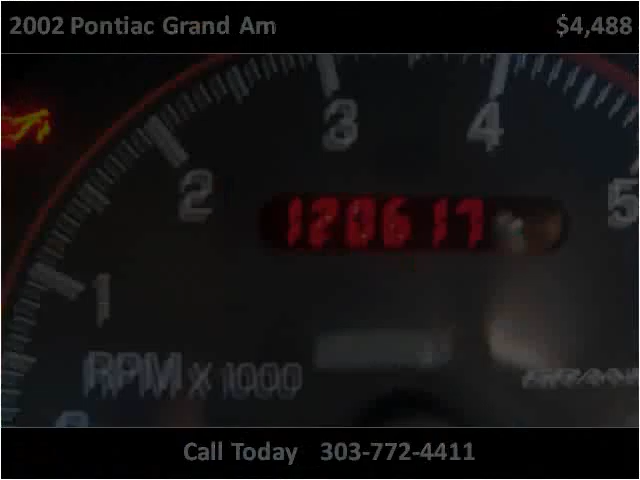 2002 Pontiac Grand Am $4,488
3 4
2 5
120617
1
RPM X 1000
Call Today 303-772-4411